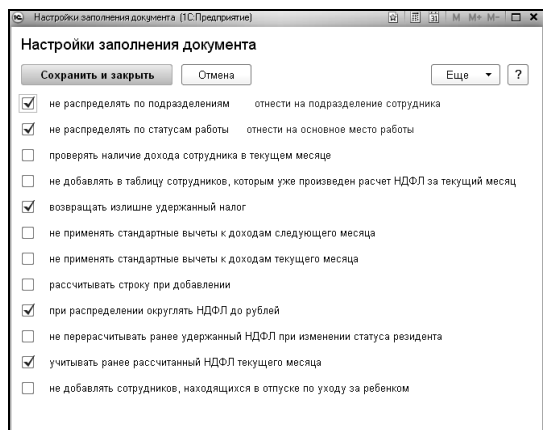 Настройки заполнения документа (1С:Предприятие)
M M+ M-
Настройки заполнения документа
Сохранить и закрыть Отмена Еще ?
не распределять по подразделениям отнести на подразделение сотрудника
не распределять по статусам работы отнести на основное место работы
проверять наличие дохода сотрудника в текущем месяце
не добавлять в таблицу сотрудников, которым уже произведен расчет НДФЛ за текущий месяц
возвращать излишне удержанный налог
не применять стандартные вычеты к доходам следующего месяца
не применять стандартные вычеты к доходам текущего месяца
рассчитывать строку при добавлении
при распределении округлять НДФЛ до рублей
не перерасчитывать ранее удержанный НДФЛ при изменении статуса резидента
учитывать ранее рассчитанный НДФЛ текущего месяца
не добавлять сотрудников, находящихся в отпуске по уходу за ребенком